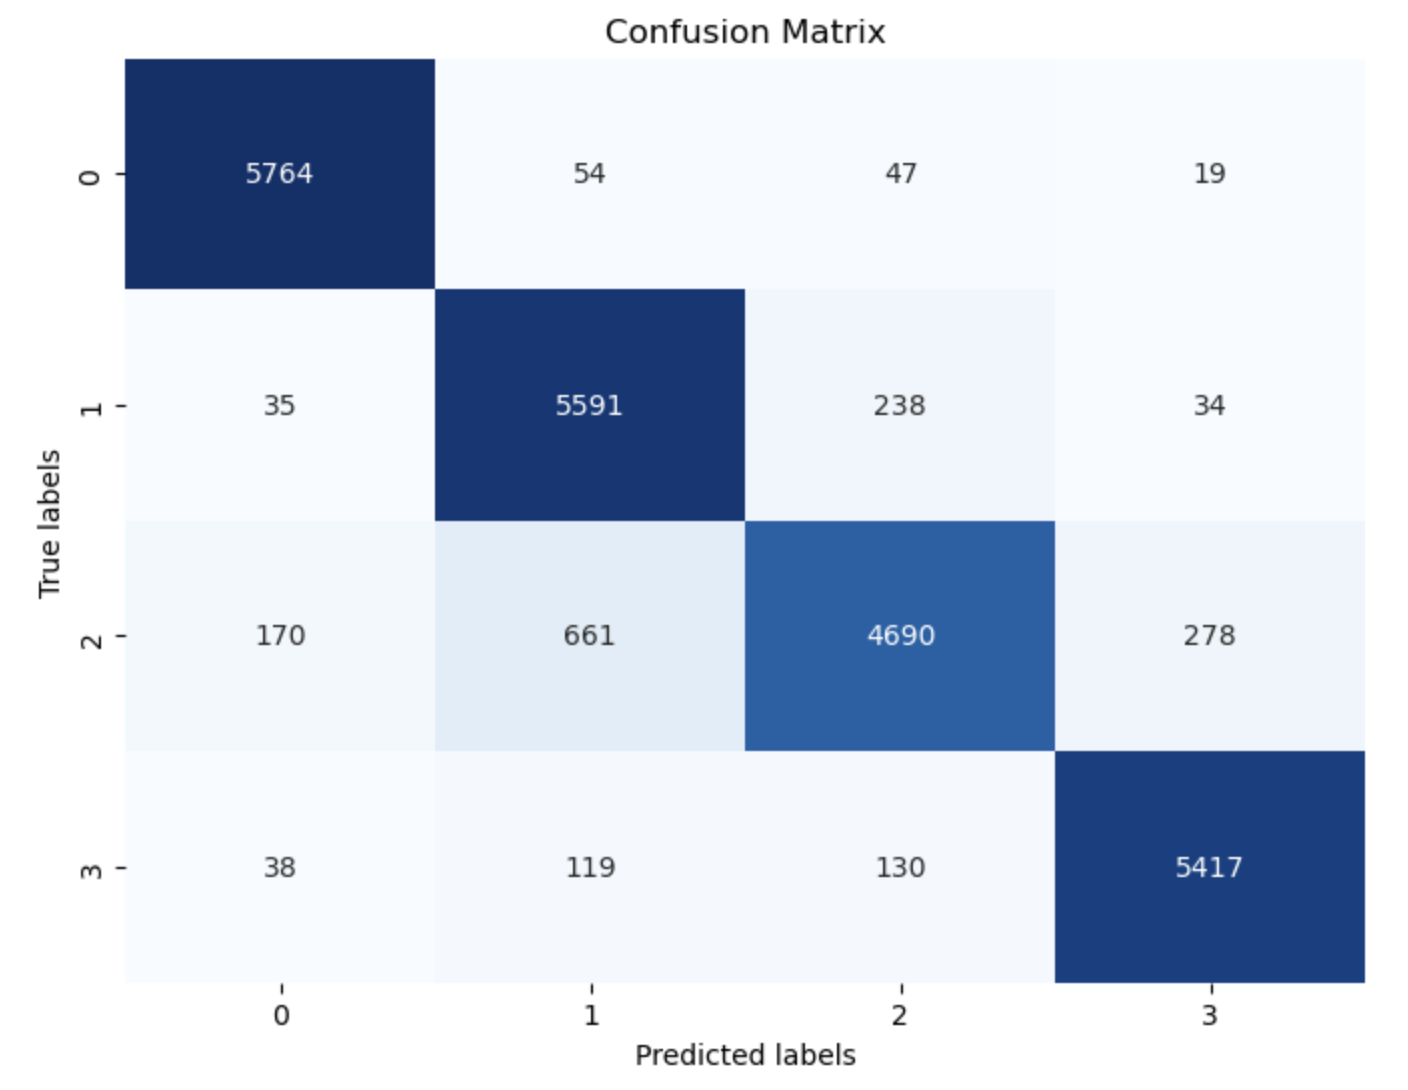 Confusion Matrix
0 5764 54 47 19
1 35 5591 238 34
True labels
2 170 661 4690 278
3 38 119 130 5417
0 1 2 3
Predicted labels